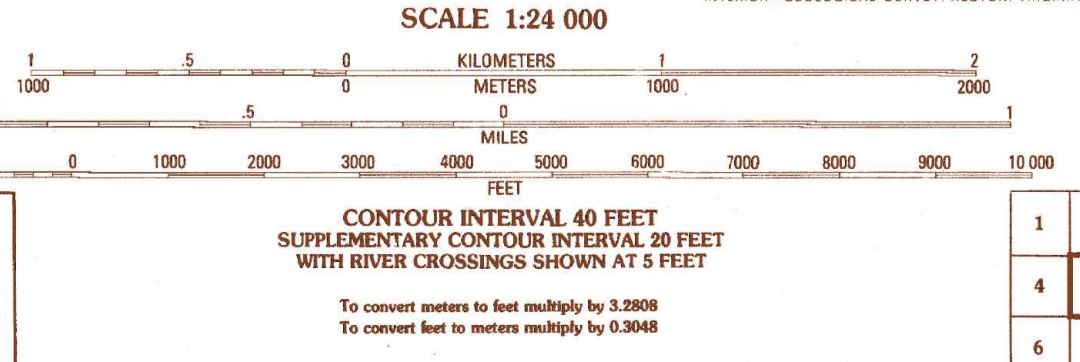 SCALE 1:24 000
1 .5 0 KILOMETERS 1 2
1000 0 METERS 1000 2000
.5 0 1
MILES
0 1000 2000 3000 4000 5000 6000 7000 8000 9000 10 000
FEET
CONTOUR INTERVAL 40 FEET
SUPPLEMENTARY CONTOUR INTERVAL 20 FEET
WITH RIVER CROSSINGS SHOWN AT 5 FEET
To convert meters to feet multiply by 3.2808
To convert feet to meters multiply by 0.3048
1
4
6